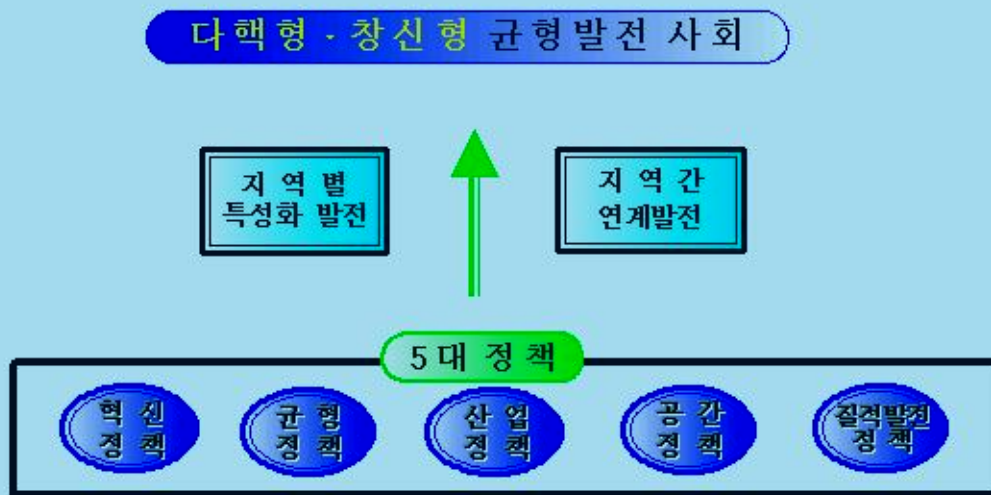 다핵형·창신형 균형발전 사회
지역별
특성화 발전
지역간
연계발전
5대 정책
혁신
정책
균형
정책
산업
정책
공간
정책
질적발전
정책